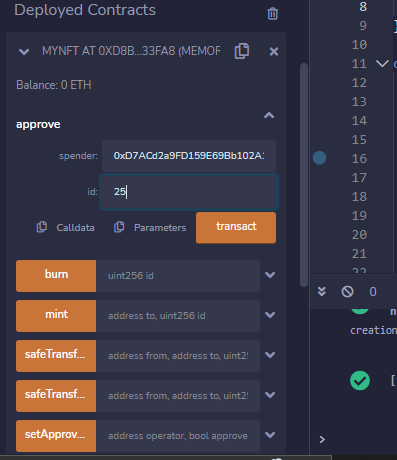 Deployed Contracts
MYNFT AT 0XD8B...33FA8 (MEMOR
Balance: 0 ETH
approve
spender: 0xD7ACd2a9FD159E69Bb102A
id: 25
Calldata Parameters transact
burn uint256 id
mint address to, uint256 id
safeTransf... address from, address to, uint2
safeTransf... address from, address to, uint2
setApprov... address operator, bool approve
8
9 }
10
11
12
13
14
15
16
17
18
19
20
21
22
0
creation
[
>